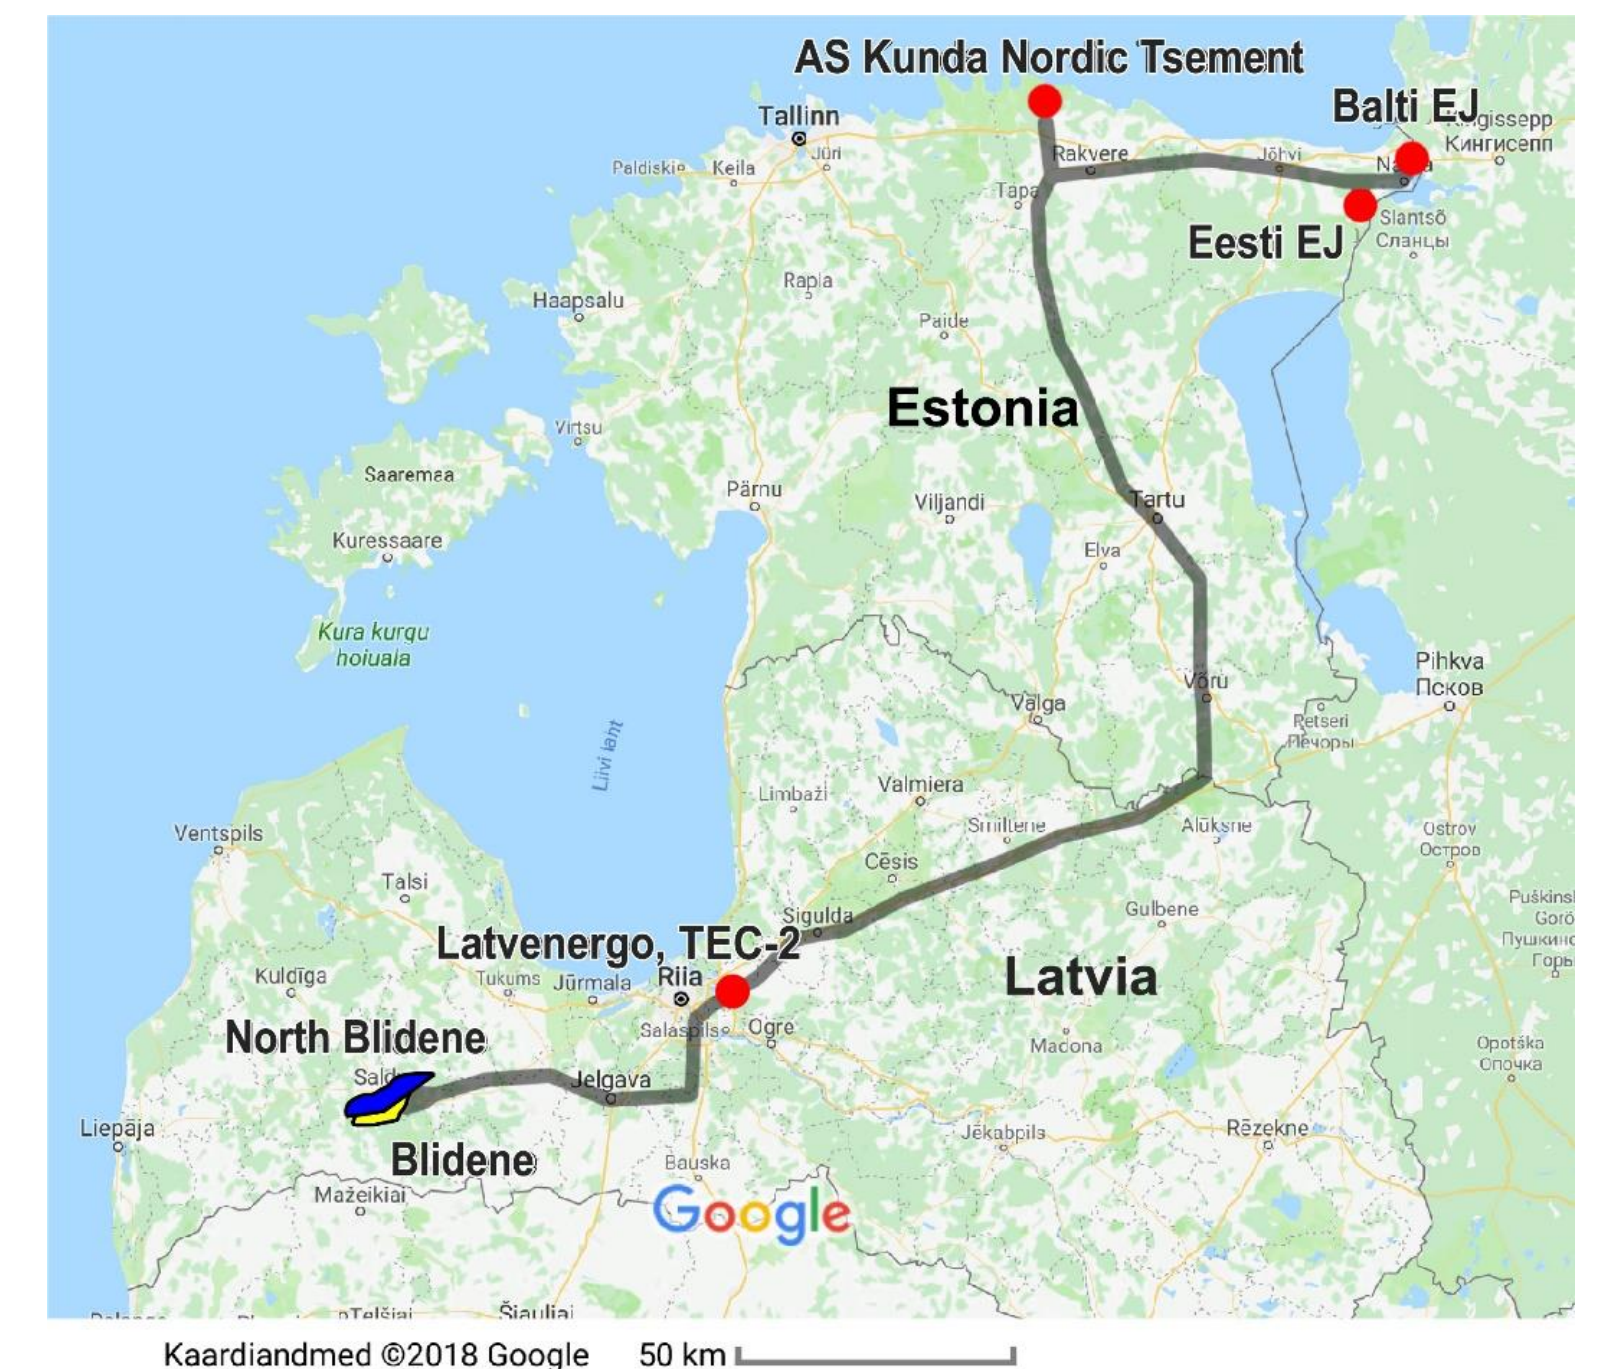 AS Kunda Nordic Tsement
Balti EJ
Tallinn
Кингисепп
Jüri
Paldiski
Keila
Rakvere
Jõhvi
Tapa
Slantsõ
Сланцы
Eesti EJ
Rapla
Haapsalu
Paide
Estonia
Virtsu
Saaremaa
Pärnu
Viljandi
Tartu
Kuressaare
Elva
Kura kurgu
hoiuala
Pihkva
Псков
Võru
Valga
Petseri
Печоры
Liivi laht
Valmiera
Limbaži
Smiltene
Alūksne
Ventspils
Ostrov
Остров
Cēsis
Talsi
Gulbene
Sigulda
Latvenergo, TEC-2
Latvia
Kuldīga
Tukums
Jūrmala
Riia
Salaspils
Ogre
North Blidene
Madona
Opotška
Опочка
Jelgava
Liepāja
Jēkabpils
Rēzekne
Blidene
Bauska
Mažeikiai
Google
Telšiai
Šiauliai
Kaardiandmed ©2018 Google
50 km